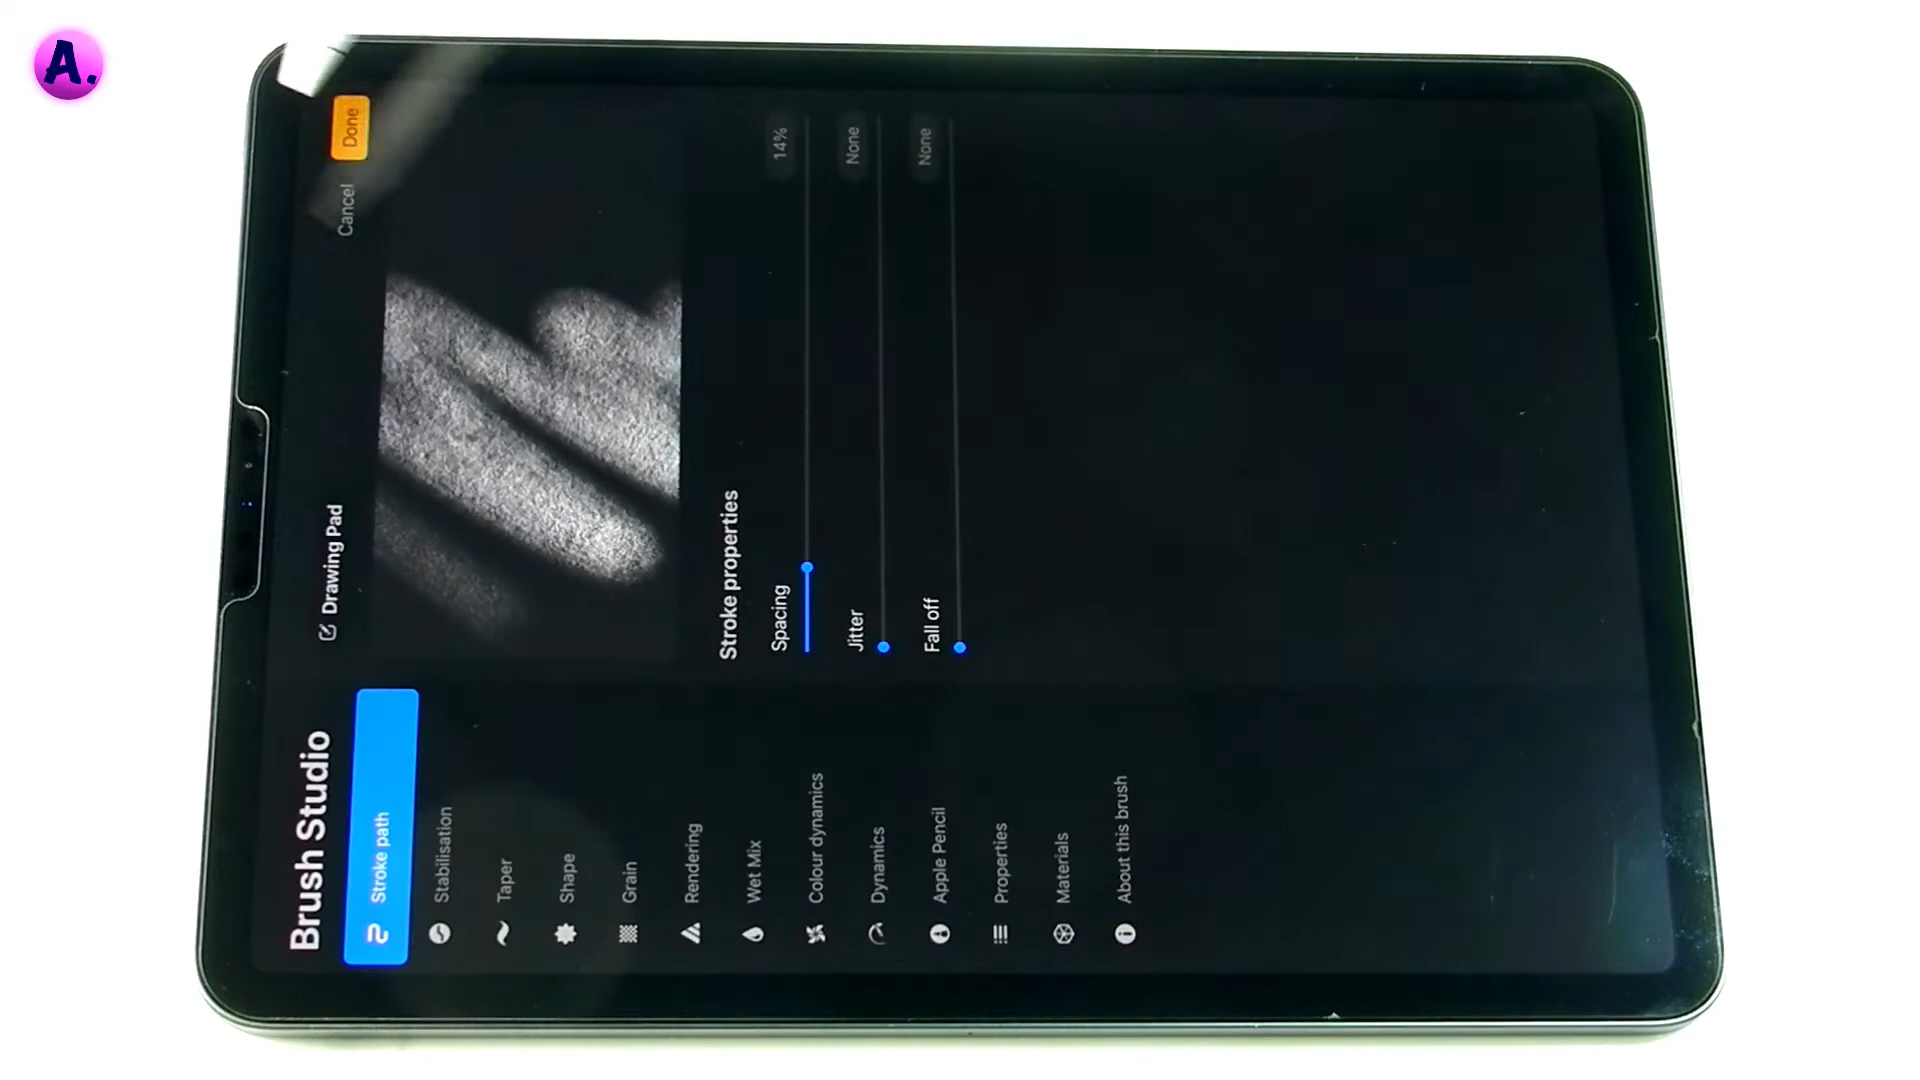 A.
Brush Studio
Stroke path
Stabilisation
Taper
Shape
Grain
Rendering
Wet Mix
Colour dynamics
Dynamics
Apple Pencil
Properties
Materials
About this brush
Drawing Pad
Cancel
Done
Stroke properties
Spacing 14%
Jitter None
Fall off None